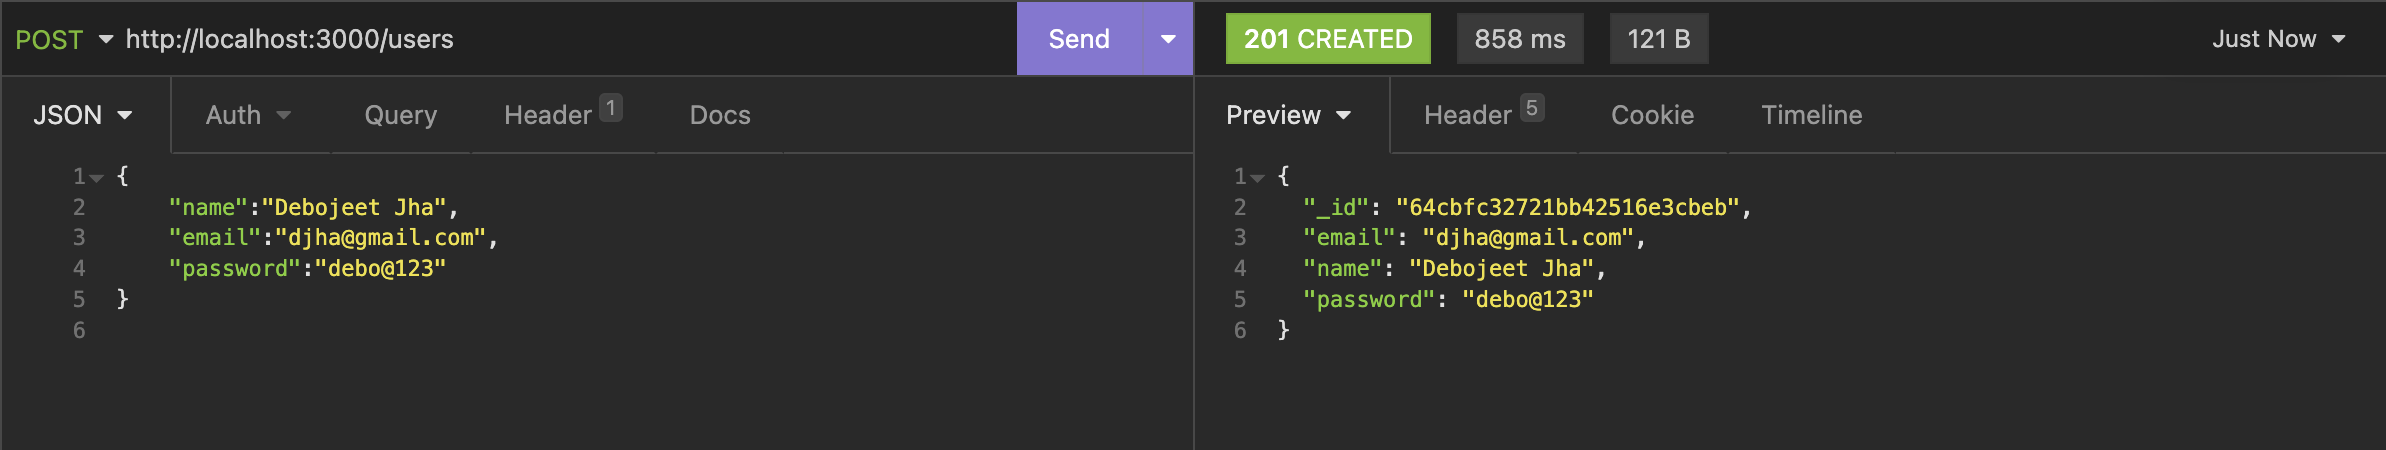 POST http://localhost:3000/users Send 201 CREATED 858 ms 121 B Just Now
JSON Auth Query Header 1 Docs
1 {
2 "name":"Debojeet Jha",
3 "email":"djha@gmail.com",
4 "password":"debo@123"
5 }
6
Preview Header 5 Cookie Timeline
1 {
2 "_id": "64cbfc32721bb42516e3cbeb",
3 "email": "djha@gmail.com",
4 "name": "Debojeet Jha",
5 "password": "debo@123"
6 }